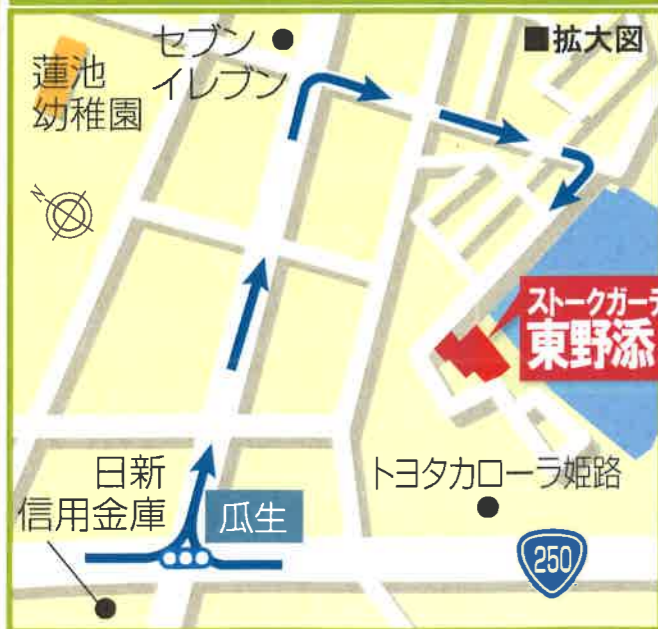 ■拡大図
セブン
イレブン
蓮池
幼稚園
N
ストークガーデ
東野添
日新
信用金庫
瓜生
トヨタカローラ姫路
250